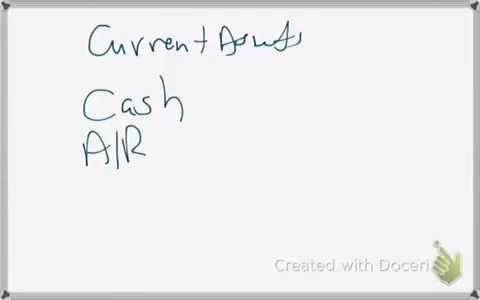 Current Assets
Cash
A/R
Created with Doceri